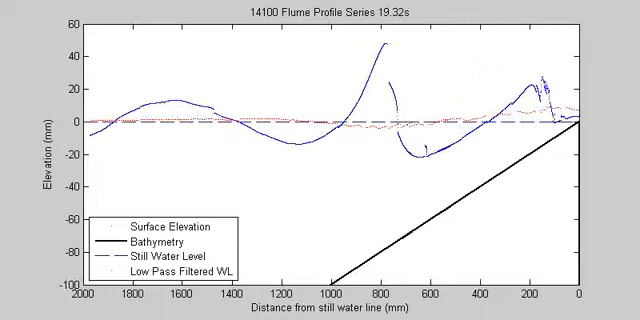 14100 Flume Profile Series 19.32s
60
40
20
0
-20
-40
-60
-80
-100
Elevation (mm)
Surface Elevation
Bathymetry
Still Water Level
Low Pass Filtered WL
2000 1800 1600 1400 1200 1000 800 600 400 200 0
Distance from still water line (mm)